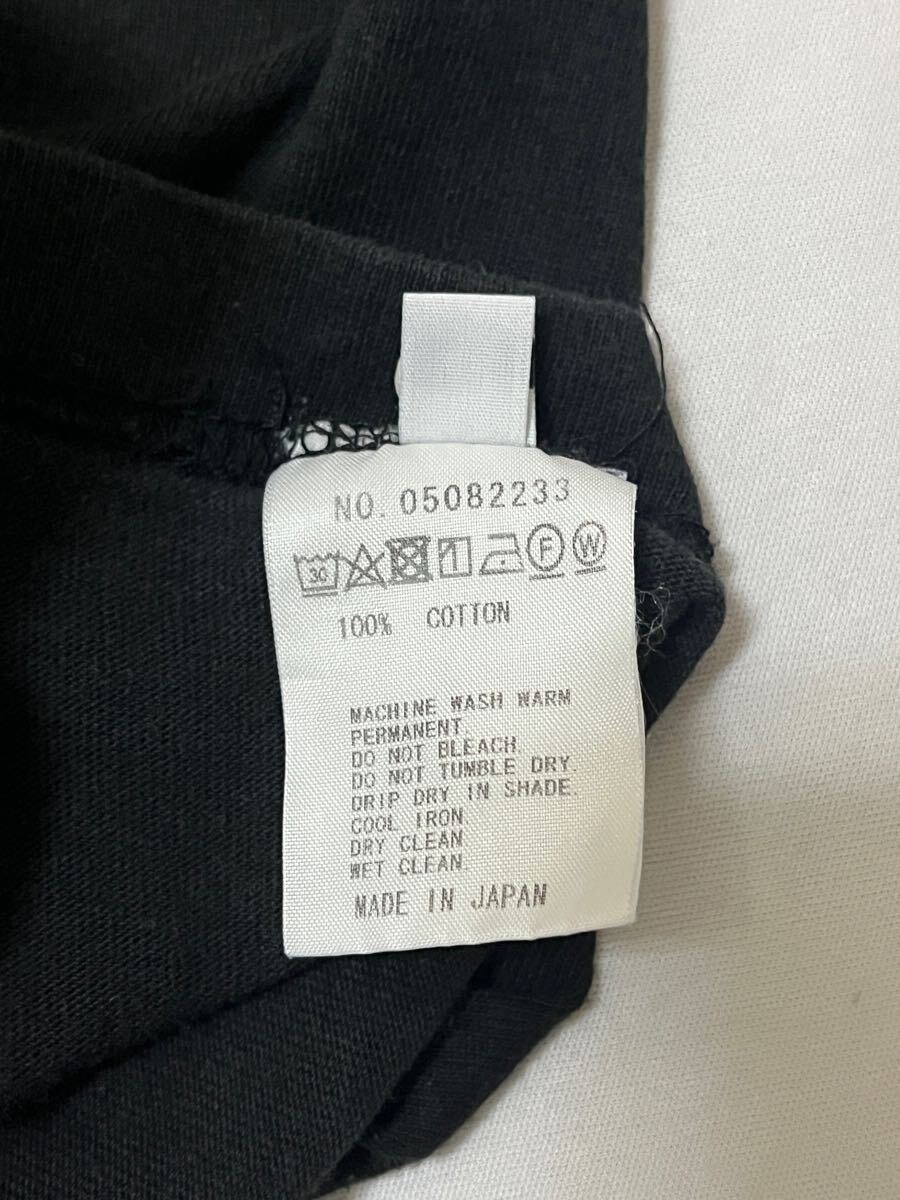 NO. 05082233
30 F W
100% COTTON
MACHINE WASH WARM
PERMANENT.
DO NOT BLEACH.
DO NOT TUMBLE DRY.
DRIP DRY IN SHADE.
COOL IRON
DRY CLEAN
WET CLEAN.
MADE IN JAPAN